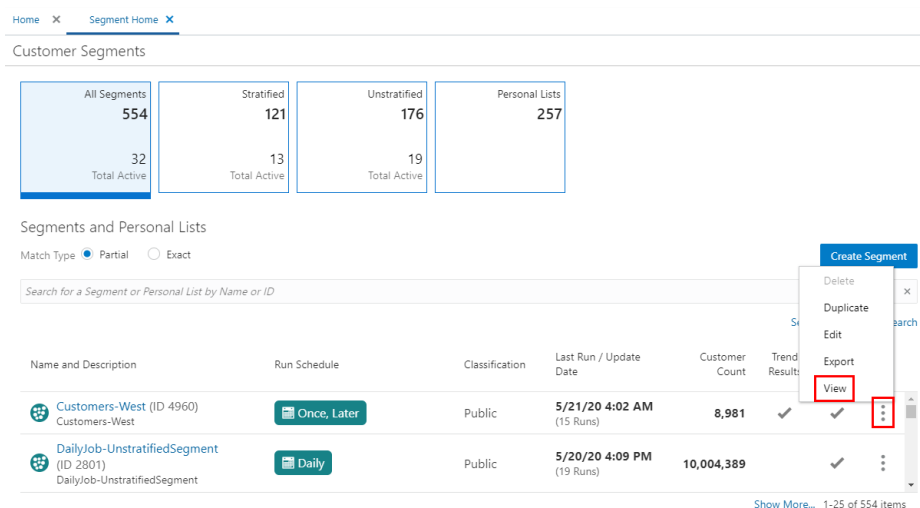 Home
Segment Home
Customer Segments
All Segments
554
32
Total Active
Stratified
121
13
Total Active
Unstratified
176
19
Total Active
Personal Lists
257
Segments and Personal Lists
Match Type Partial Exact
Create Segment
Search for a Segment or Personal List by Name or ID
Delete
Duplicate
Edit
Export
View
Name and Description
Run Schedule
Classification
Last Run / Update
Date
Customer
Count
Customers-West (ID 4960)
Customers-West
Once, Later
Public
5/21/20 4:02 AM
(15 Runs)
8,981
DailyJob-UnstratifiedSegment
(ID 2801)
DailyJob-UnstratifiedSegment
Daily
Public
5/20/20 4:09 PM
(19 Runs)
10,004,389
Show More... 1-25 of 554 items